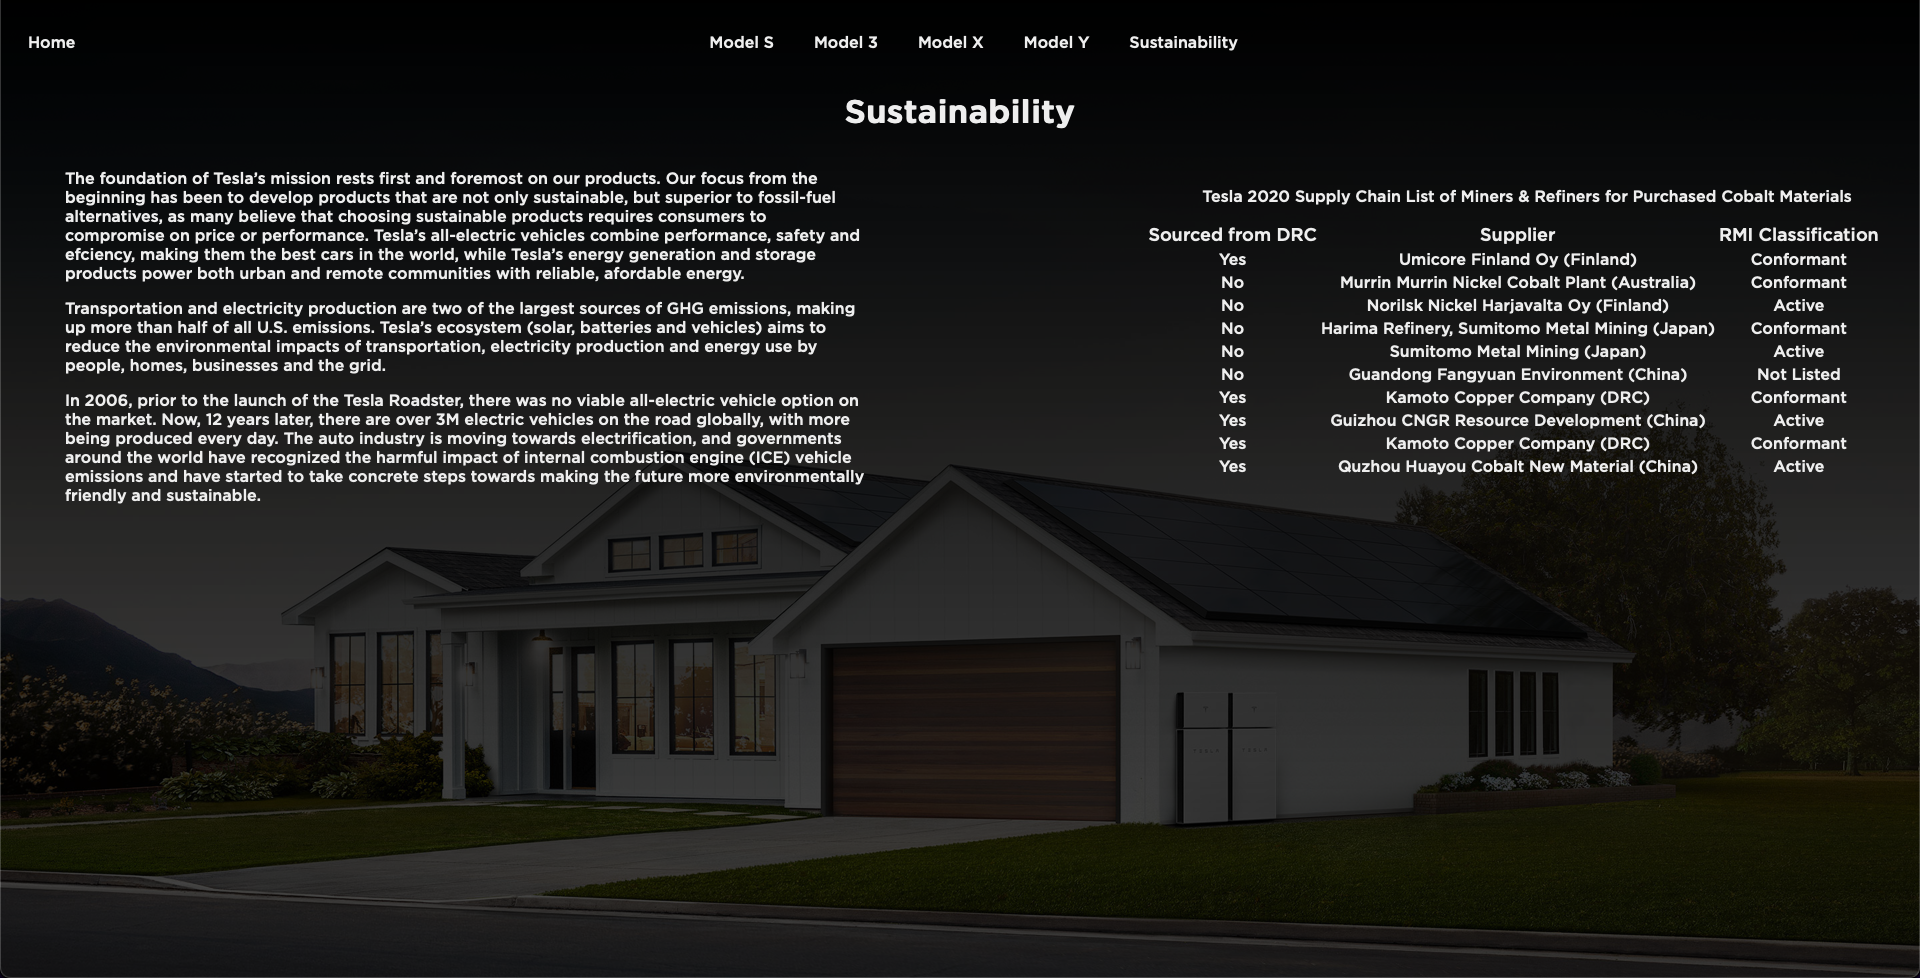 Home
Model S Model 3 Model X Model Y Sustainability
Sustainability
The foundation of Tesla’s mission rests first and foremost on our products. Our focus from the
beginning has been to develop products that are not only sustainable, but superior to fossil-fuel
alternatives, as many believe that choosing sustainable products requires consumers to
compromise on price or performance. Tesla’s all-electric vehicles combine performance, safety and
efciency, making them the best cars in the world, while Tesla’s energy generation and storage
products power both urban and remote communities with reliable, afordable energy.
Transportation and electricity production are two of the largest sources of GHG emissions, making
up more than half of all U.S. emissions. Tesla’s ecosystem (solar, batteries and vehicles) aims to
reduce the environmental impacts of transportation, electricity production and energy use by
people, homes, businesses and the grid.
In 2006, prior to the launch of the Tesla Roadster, there was no viable all-electric vehicle option on
the market. Now, 12 years later, there are over 3M electric vehicles on the road globally, with more
being produced every day. The auto industry is moving towards electrification, and governments
around the world have recognized the harmful impact of internal combustion engine (ICE) vehicle
emissions and have started to take concrete steps towards making the future more environmentally
friendly and sustainable.
Tesla 2020 Supply Chain List of Miners & Refiners for Purchased Cobalt Materials
Sourced from DRC Supplier RMI Classification
Yes Umicore Finland Oy (Finland) Conformant
No Murrin Murrin Nickel Cobalt Plant (Australia) Conformant
No Norilsk Nickel Harjavalta Oy (Finland) Active
No Harima Refinery, Sumitomo Metal Mining (Japan) Conformant
No Sumitomo Metal Mining (Japan) Active
No Guandong Fangyuan Environment (China) Not Listed
Yes Kamoto Copper Company (DRC) Conformant
Yes Guizhou CNGR Resource Development (China) Active
Yes Kamoto Copper Company (DRC) Conformant
Yes Quzhou Huayou Cobalt New Material (China) Active
TESLA TESLA